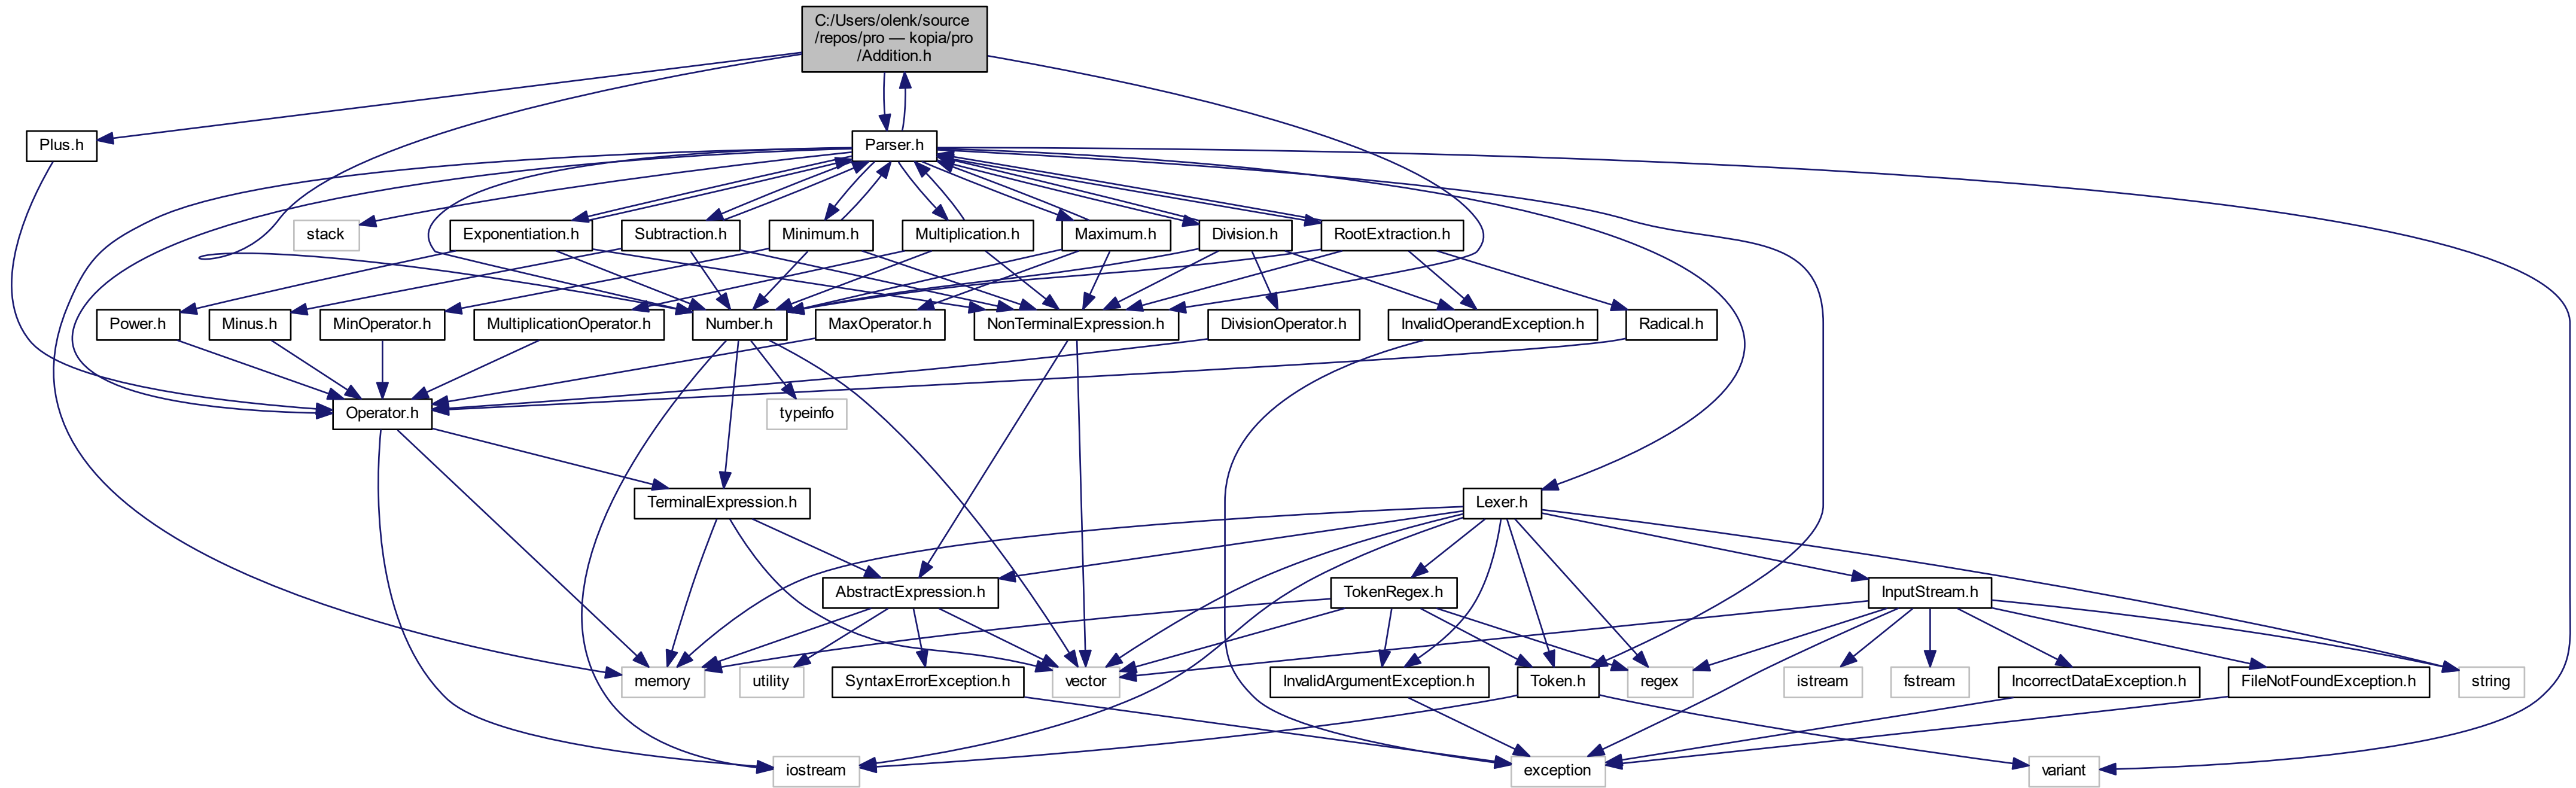 C:/Users/olenk/source
/repos/pro — kopia/pro
/Addition.h
Plus.h
Parser.h
stack
Exponentiation.h
Subtraction.h
Minimum.h
Multiplication.h
Maximum.h
Division.h
RootExtraction.h
Power.h
Minus.h
MinOperator.h
MultiplicationOperator.h
Number.h
MaxOperator.h
NonTerminalExpression.h
DivisionOperator.h
InvalidOperandException.h
Radical.h
Operator.h
typeinfo
TerminalExpression.h
Lexer.h
AbstractExpression.h
TokenRegex.h
InputStream.h
memory
utility
SyntaxErrorException.h
vector
InvalidArgumentException.h
Token.h
regex
istream
fstream
IncorrectDataException.h
FileNotFoundException.h
string
iostream
exception
variant